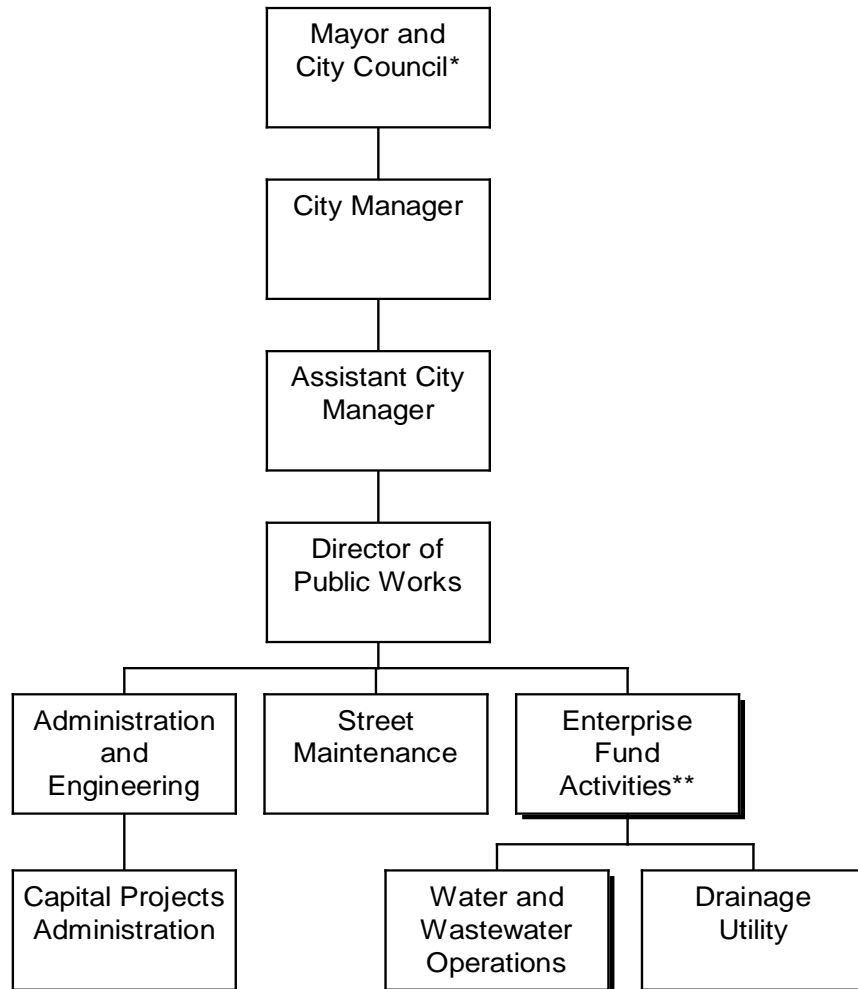 Mayor and
City Council*
City Manager
Assistant City
Manager
Director of
Public Works
Administration
and
Engineering
Street
Maintenance
Enterprise
Fund
Activities**
Capital Projects
Administration
Water and
Wastewater
Operations
Drainage
Utility